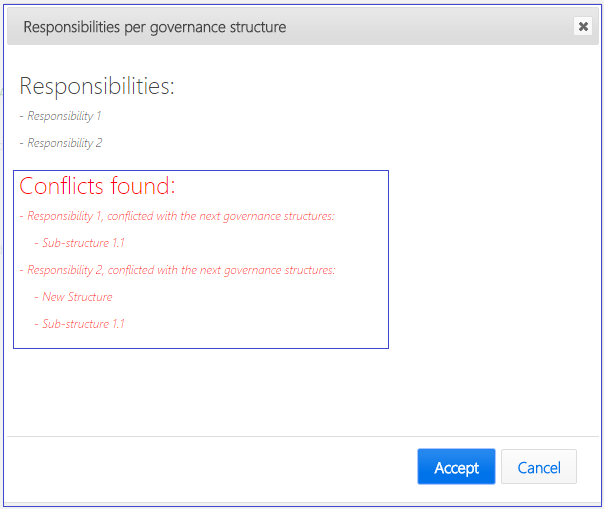 Responsibilities per governance structure
Responsibilities:
- Responsibility 1
- Responsibility 2
Conflicts found:
- Responsibility 1, conflicted with the next governance structures:
- Sub-structure 1.1
- Responsibility 2, conflicted with the next governance structures:
- New Structure
- Sub-structure 1.1
Accept
Cancel